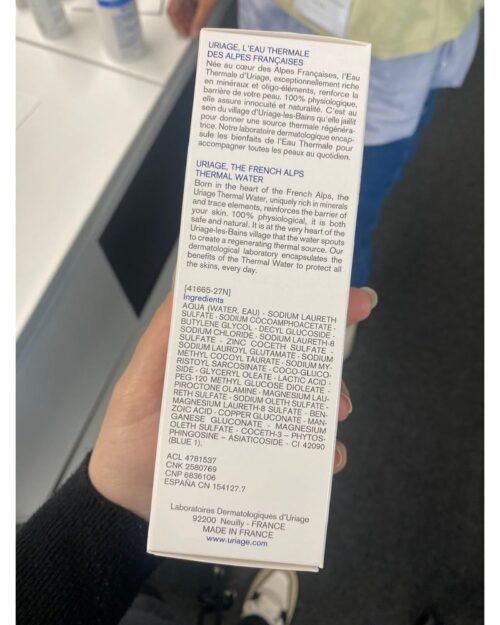 URIAGE, L'EAU THERMALE
DES ALPES FRANÇAISES
Née au cœur des Alpes Françaises, l'Eau
Thermale d'Uriage, exceptionnellement riche
en minéraux et oligo-éléments, renforce la
barrière de votre peau. 100% physiologique,
elle assure innocuité et naturalité. C'est au
sein du village d'Uriage-les-Bains qu'elle jaillit
pour donner une source thermale régénéra-
trice. Notre laboratoire dermatologique encap-
sule les bienfaits de l'Eau Thermale pour
accompagner toutes les peaux au quotidien.
URIAGE, THE FRENCH ALPS
THERMAL WATER
Born in the heart of the French Alps, the
Uriage Thermal Water, uniquely rich in minerals
and trace elements, reinforces the barrier of
your skin. 100% physiological, it is both
safe and natural. It is at the very heart of the
Uriage-les-Bains village that the water spouts
to create a regenerating thermal source. Our
dermatological laboratory encapsulates the
benefits of the Thermal Water to protect all
the skins, every day.
[41665-27N]
Ingredients
AQUA (WATER, EAU) - SODIUM LAURETH
SULFATE - SODIUM COCOAMPHOACETATE -
BUTYLENE GLYCOL - DECYL GLUCOSIDE -
SODIUM CHLORIDE - SODIUM LAURETH-8
SULFATE - ZINC COCETH SULFATE -
SODIUM LAUROYL GLUTAMATE - SODIUM
METHYL COCOYL TAURATE - SODIUM MY-
RISTOYL SARCOSINATE - COCO-GLUCO-
SIDE - GLYCERYL OLEATE - LACTIC ACID -
PEG-120 METHYL GLUCOSE DIOLEATE -
PIROCTONE OLAMINE - MAGNESIUM LAU-
RETH SULFATE - SODIUM OLETH SULFATE -
MAGNESIUM LAURETH-8 SULFATE - BEN-
ZOIC ACID - COPPER GLUCONATE - MAN-
GANESE GLUCONATE - MAGNESIUM
OLETH SULFATE - COCETH-3 – PHYTOS-
PHINGOSINE – ASIATICOSIDE - CI 42090
(BLUE 1).
ACL 4781537
CNK 2580769
CNP 6836106
ESPAÑA CN 154127.7
Laboratoires Dermatologiques d'Uriage
92200 Neuilly - FRANCE
MADE IN FRANCE
www.uriage.com